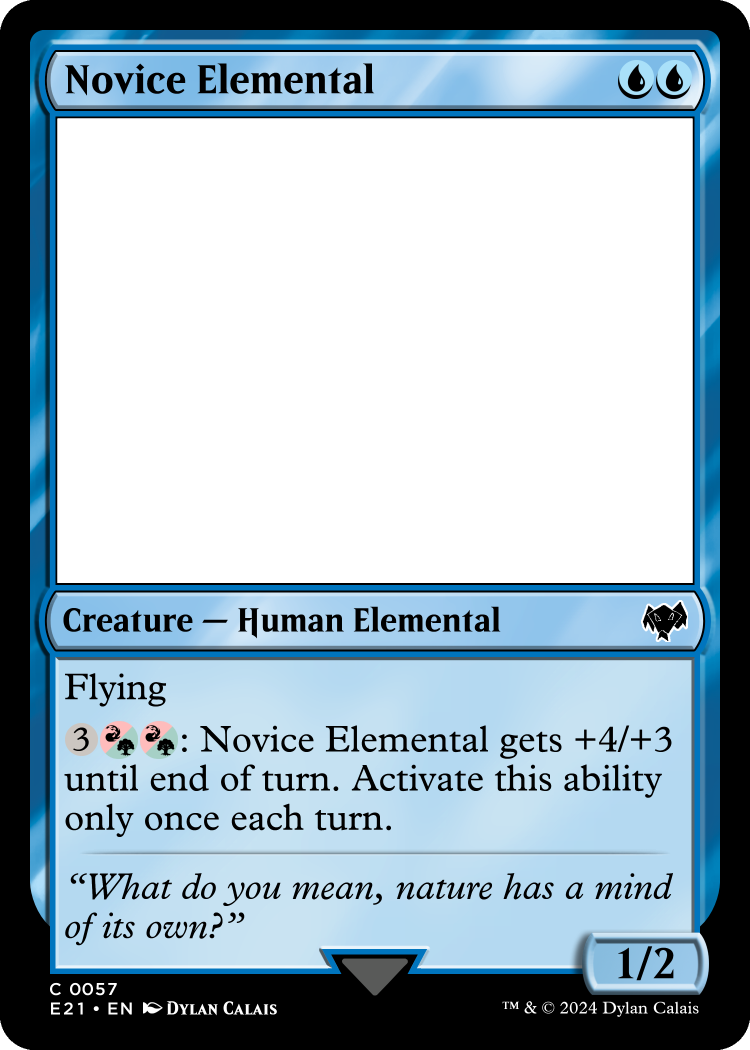 Novice Elemental
Creature — Human Elemental
Flying
3: Novice Elemental gets +4/+3
until end of turn. Activate this ability
only once each turn.
“What do you mean, nature has a mind
of its own?”
1/2
C 0057
E21 • EN DYLAN CALAIS
™ & © 2024 Dylan Calais